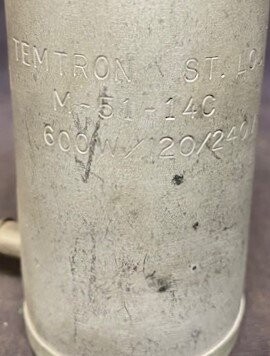 TEMTRON ST. LO
M-51-14C
600W / 20/240